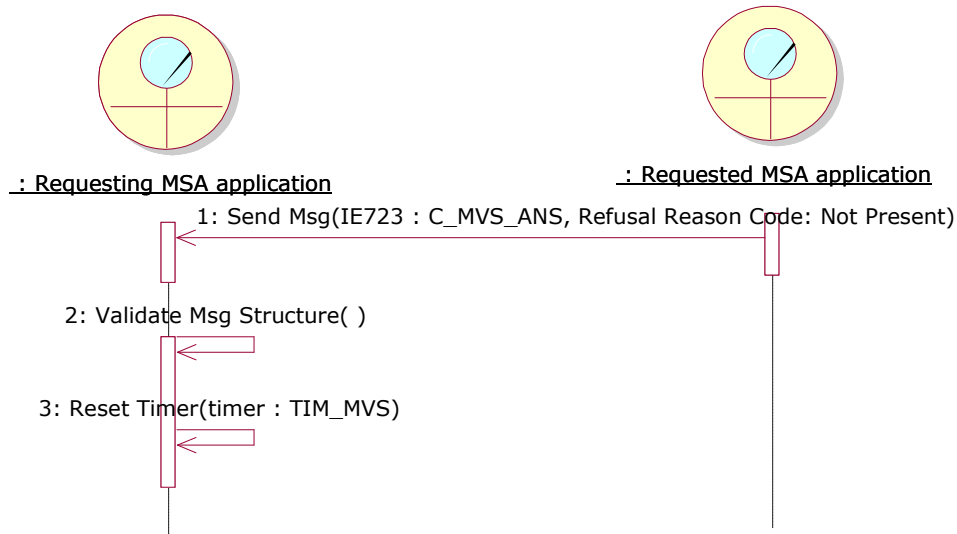 : Requesting MSA application
: Requested MSA application
1: Send Msg(IE723 : C_MVS_ANS, Refusal Reason Code: Not Present)
2: Validate Msg Structure( )
3: Reset Timer(timer : TIM_MVS)